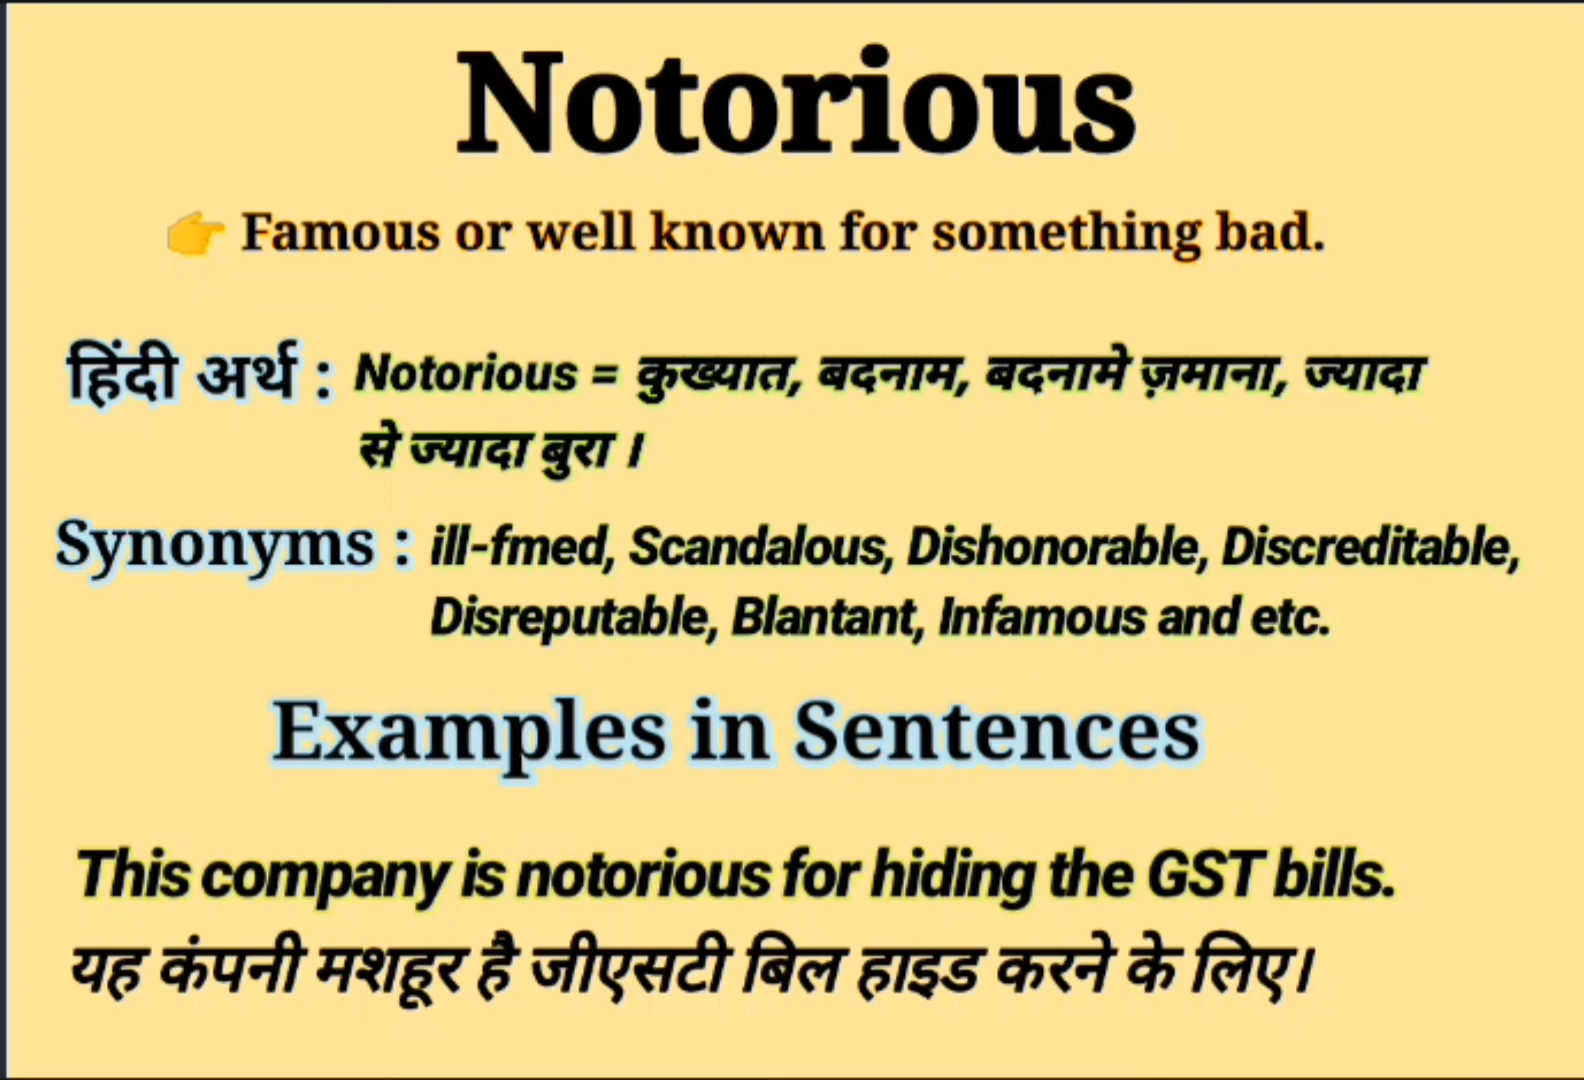 Notorious
👉 Famous or well known for something bad.
हिंदी अर्थ : Notorious = कुख्यात, बदनाम, बदनामे ज़माना, ज्यादा
से ज्यादा बुरा ।
Synonyms : ill-fmed, Scandalous, Dishonorable, Discreditable,
Disreputable, Blantant, Infamous and etc.
Examples in Sentences
This company is notorious for hiding the GST bills.
यह कंपनी मशहूर है जीएसटी बिल हाइड करने के लिए।